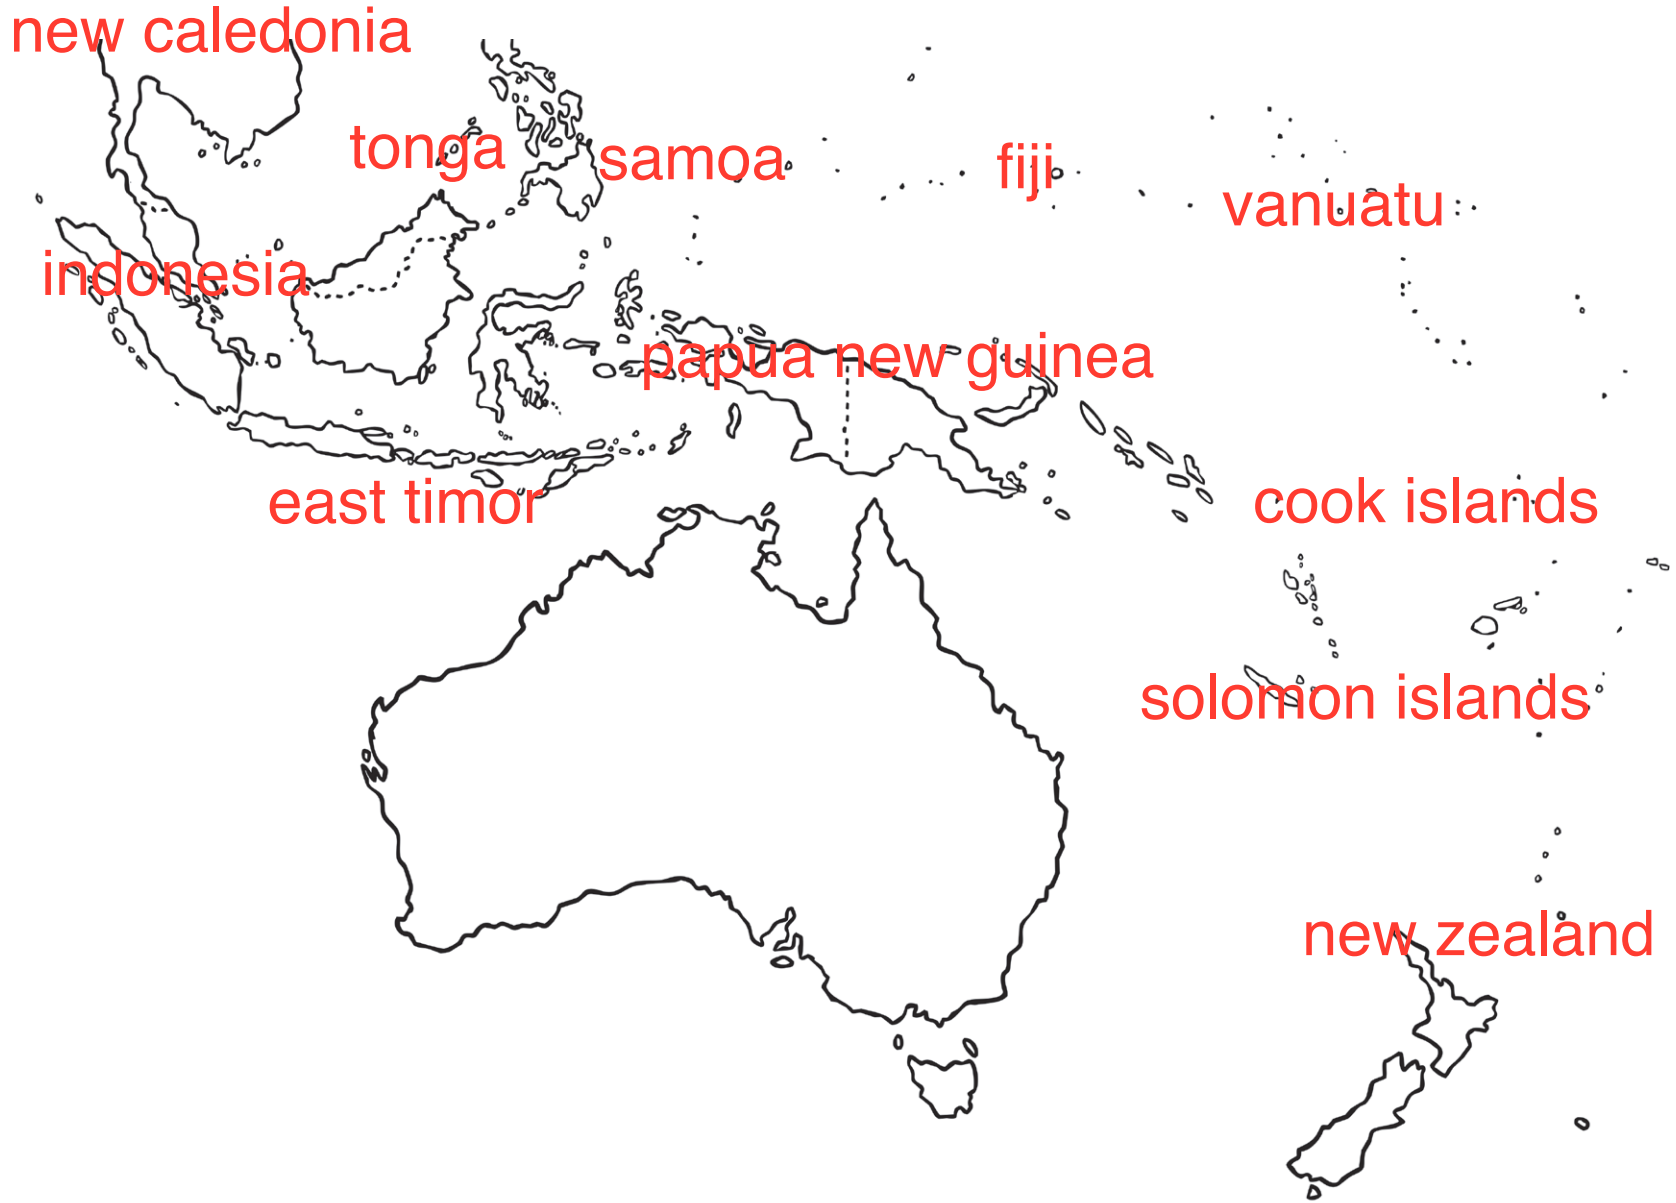 new caledonia
tonga
samoa
fiji
vanuatu
indonesia
papua new guinea
east timor
cook islands
solomon islands
new zealand